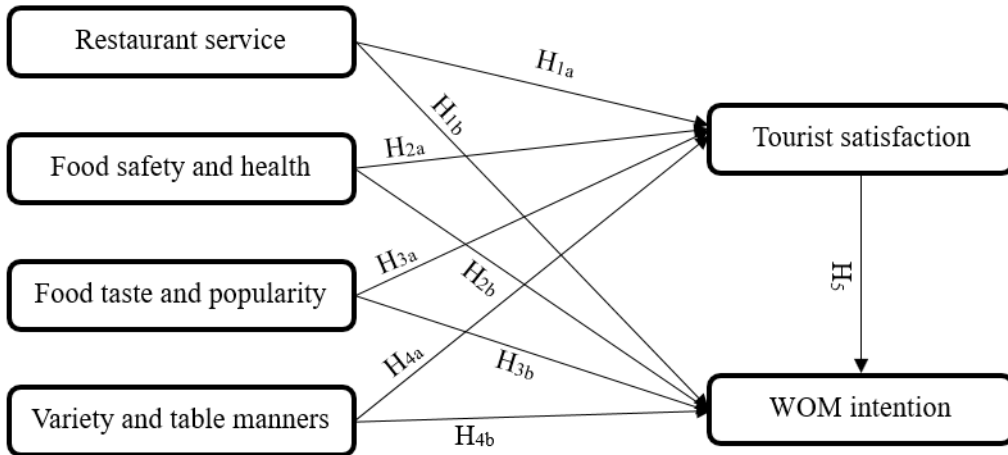 Restaurant service
H1a
H1b
Tourist satisfaction
Food safety and health
H2a
H3a
H2b
Food taste and popularity
H5
H4a
H3b
Variety and table manners
H4b
WOM intention